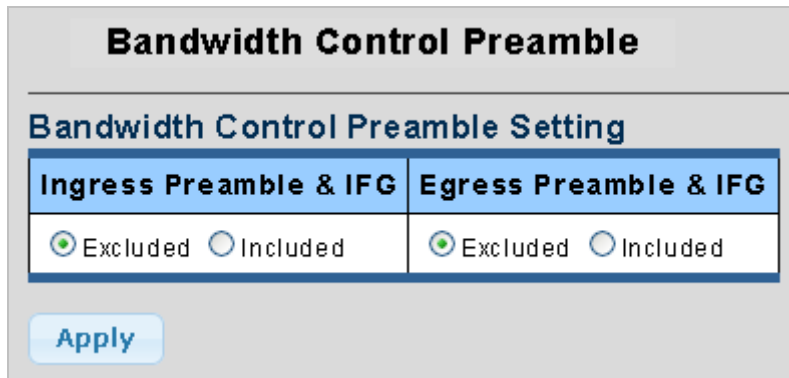 Bandwidth Control Preamble
Bandwidth Control Preamble Setting
Ingress Preamble & IFG Egress Preamble & IFG
Excluded Included Excluded Included
Apply